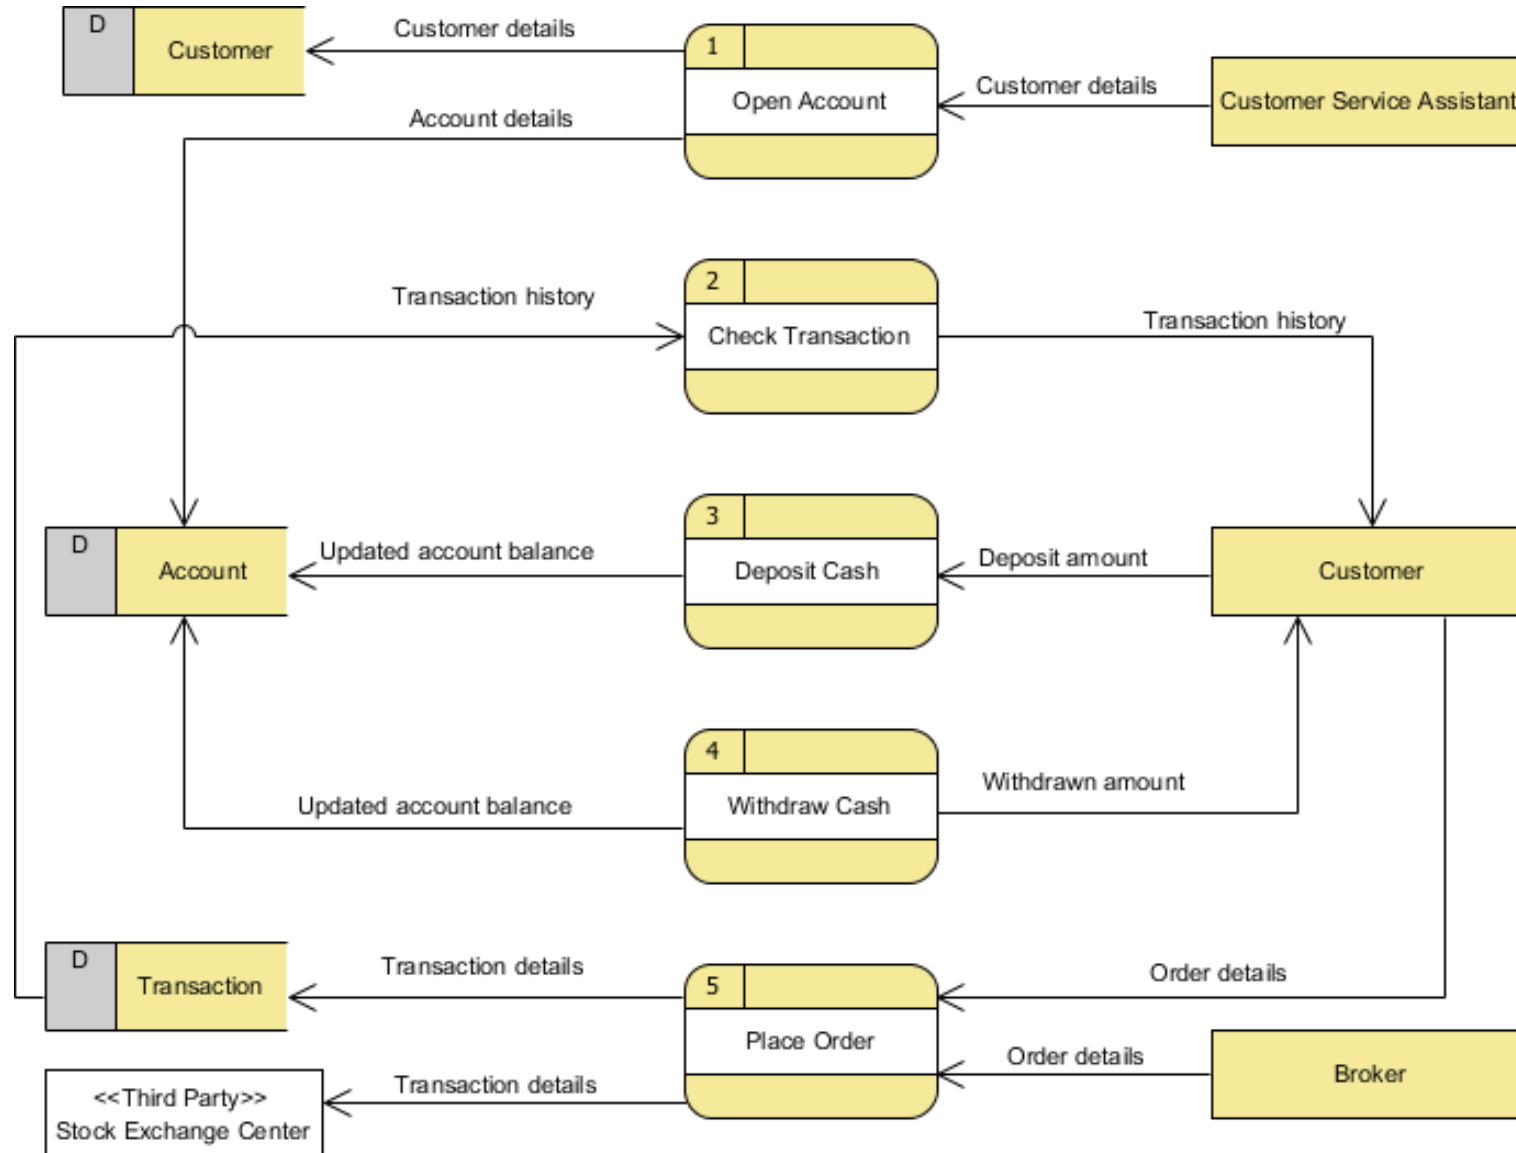 D
Customer
Customer details
1
Open Account
Customer details
Customer Service Assistant
Account details
Transaction history
2
Check Transaction
Transaction history
D
Account
Updated account balance
3
Deposit Cash
Deposit amount
Customer
4
Withdraw Cash
Withdrawn amount
Updated account balance
D
Transaction
Transaction details
5
Place Order
Order details
Order details
Broker
Transaction details
<<Third Party>>
Stock Exchange Center